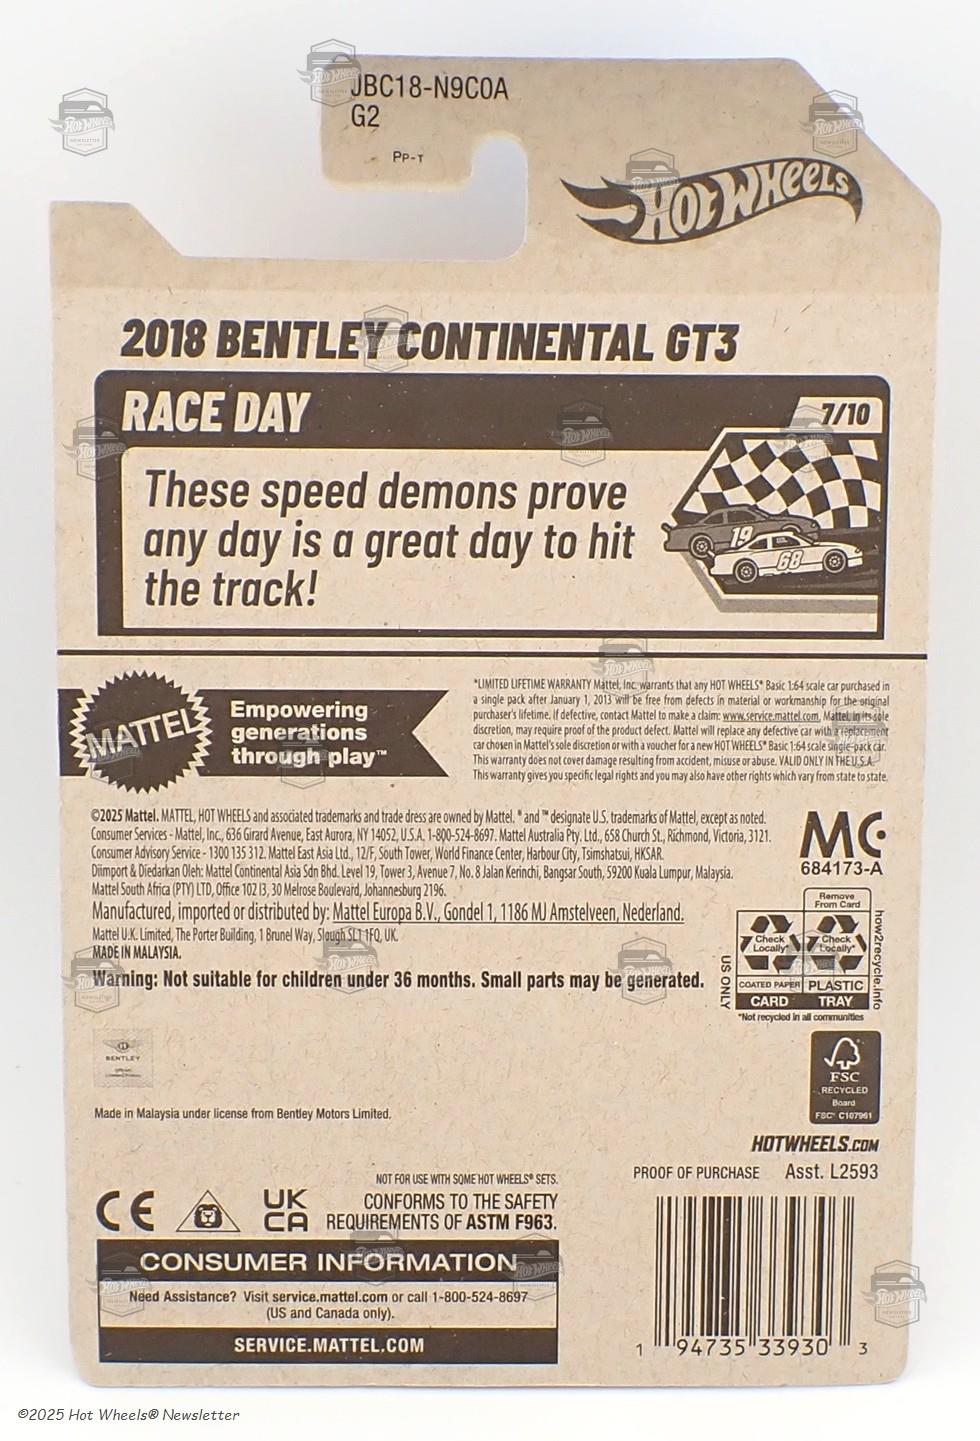 JBC18-N9C0A
G2
PP-T
HOT WHEELS
2018 BENTLEY CONTINENTAL GT3
RACE DAY
7/10
These speed demons prove
any day is a great day to hit
the track!
19
68
MATTEL
Empowering
generations
through play™
*LIMITED LIFETIME WARRANTY Mattel, Inc. warrants that any HOT WHEELS® Basic 1:64 scale car purchased in
a single pack after January 1, 2013 will be free from defects in material or workmanship for the original
purchaser's lifetime. If defective, contact Mattel to make a claim: www.service.mattel.com. Mattel, in its sole
discretion, may require proof of the product defect. Mattel will replace any defective car with a replacement
car chosen in Mattel's sole discretion or with a voucher for a new HOT WHEELS® Basic 1:64 scale single-pack car.
This warranty does not cover damage resulting from accident, misuse or abuse. VALID ONLY IN THE U.S.A.
This warranty gives you specific legal rights and you may also have other rights which vary from state to state.
©2025 Mattel. MATTEL, HOT WHEELS and associated trademarks and trade dress are owned by Mattel. ® and ™ designate U.S. trademarks of Mattel, except as noted.
Consumer Services - Mattel, Inc., 636 Girard Avenue, East Aurora, NY 14052, U.S.A. 1-800-524-8697. Mattel Australia Pty. Ltd., 658 Church St., Richmond, Victoria, 3121.
Consumer Advisory Service - 1300 135 312. Mattel East Asia Ltd., 12/F, South Tower, World Finance Center, Harbour City, Tsimshatsui, HKSAR.
Diimport & Diedarkan Oleh: Mattel Continental Asia Sdn Bhd. Level 19, Tower 3, Avenue 7, No. 8 Jalan Kerinchi, Bangsar South, 59200 Kuala Lumpur, Malaysia.
Mattel South Africa (PTY) LTD, Office 102 I3, 30 Melrose Boulevard, Johannesburg 2196.
Manufactured, imported or distributed by: Mattel Europa B.V., Gondel 1, 1186 MJ Amstelveen, Nederland.
Mattel U.K. Limited, The Porter Building, 1 Brunel Way, Slough SL1 1FQ, UK.
MADE IN MALAYSIA.
Warning: Not suitable for children under 36 months. Small parts may be generated.
MC
684173-A
Remove
From Card
Check
Locally*
Check
Locally*
COATED PAPER
CARD
PLASTIC
TRAY
US ONLY
how2recycle.info
*Not recycled in all communities
BENTLEY
Made in Malaysia under license from Bentley Motors Limited.
FSC
RECYCLED
Board
FSC® C107961
HOTWHEELS.COM
PROOF OF PURCHASE Asst. L2593
NOT FOR USE WITH SOME HOT WHEELS® SETS.
CE
UK
CA
CONFORMS TO THE SAFETY
REQUIREMENTS OF ASTM F963.
CONSUMER INFORMATION
Need Assistance? Visit service.mattel.com or call 1-800-524-8697
(US and Canada only).
SERVICE.MATTEL.COM
1 94735 33930 3
©2025 Hot Wheels® Newsletter